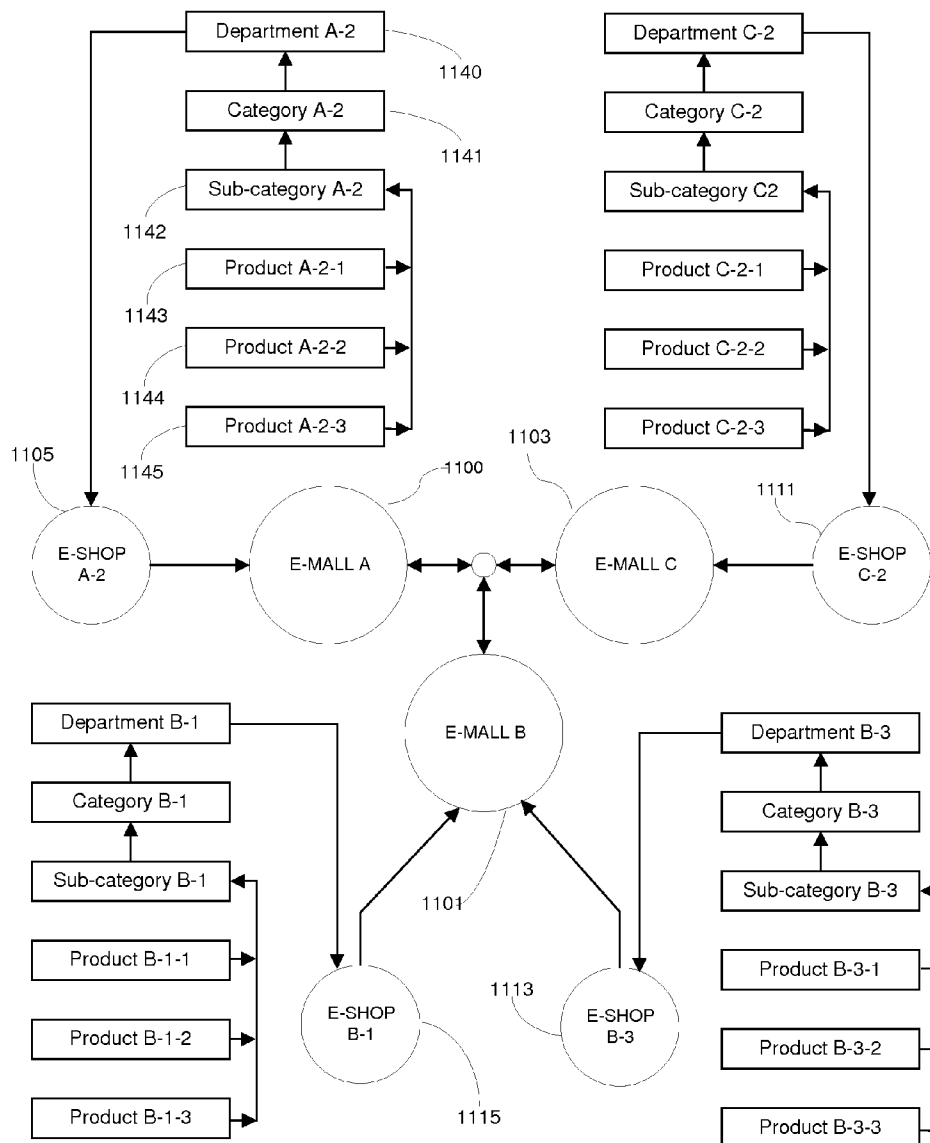 Department A-2
1140
Category A-2
1141
Sub-category A-2
1142
Product A-2-1
1143
Product A-2-2
1144
Product A-2-3
1145
Department C-2
Category C-2
Sub-category C2
Product C-2-1
Product C-2-2
Product C-2-3
1105
1100
1103
1111
E-SHOP
A-2
E-MALL A
E-MALL C
E-SHOP
C-2
E-MALL B
1101
Department B-1
Category B-1
Sub-category B-1
Product B-1-1
Product B-1-2
Product B-1-3
E-SHOP
B-1
1115
1113
E-SHOP
B-3
Department B-3
Category B-3
Sub-category B-3
Product B-3-1
Product B-3-2
Product B-3-3